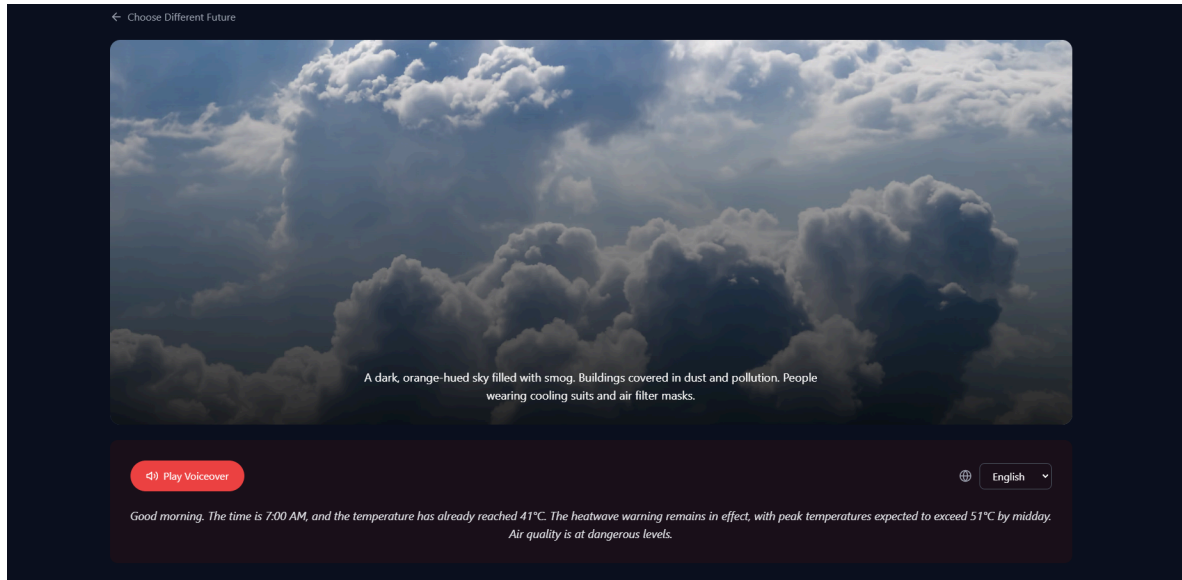 Choose Different Future
A dark, orange-hued sky filled with smog. Buildings covered in dust and pollution. People
wearing cooling suits and air filter masks.
Play Voiceover
English
Good morning. The time is 7:00 AM, and the temperature has already reached 41°C. The heatwave warning remains in effect, with peak temperatures expected to exceed 51°C by midday.
Air quality is at dangerous levels.